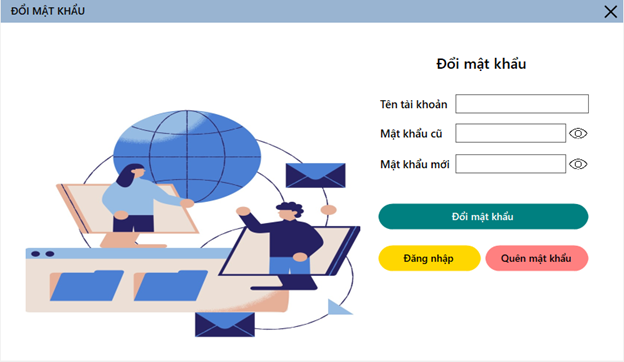 ĐỔI MẬT KHẨU
Đổi mật khẩu
Tên tài khoản
Mật khẩu cũ
Mật khẩu mới
Đổi mật khẩu
Đăng nhập
Quên mật khẩu